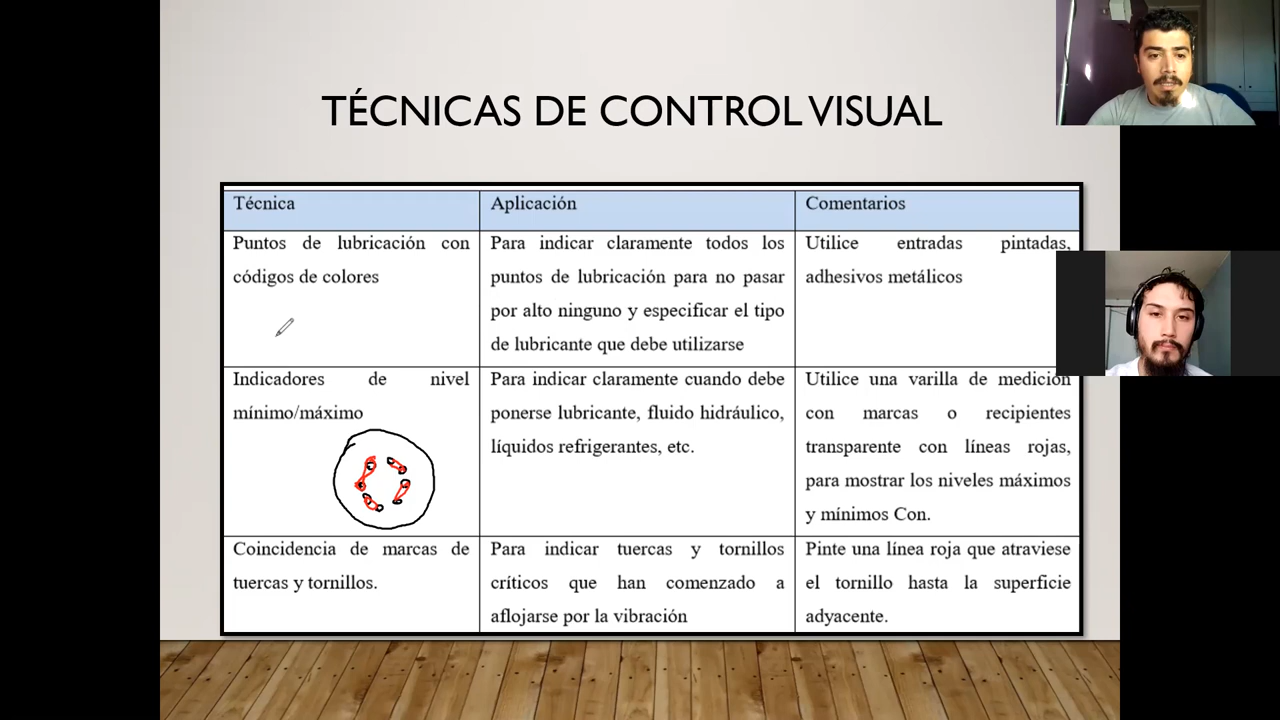 TÉCNICAS DE CONTROL VISUAL
Técnica
Aplicación
Comentarios
Puntos de lubricación con
códigos de colores
Para indicar claramente todos los
puntos de lubricación para no pasar
por alto ninguno y especificar el tipo
de lubricante que debe utilizarse
Utilice entradas pintadas,
adhesivos metálicos
Indicadores de nivel
mínimo/máximo
Para indicar claramente cuando debe
ponerse lubricante, fluido hidráulico,
líquidos refrigerantes, etc.
Utilice una varilla de medición
con marcas o recipientes
transparente con líneas rojas,
para mostrar los niveles máximos
y mínimos Con.
Coincidencia de marcas de
tuercas y tornillos.
Para indicar tuercas y tornillos
críticos que han comenzado a
aflojarse por la vibración
Pinte una línea roja que atraviese
el tornillo hasta la superficie
adyacente.